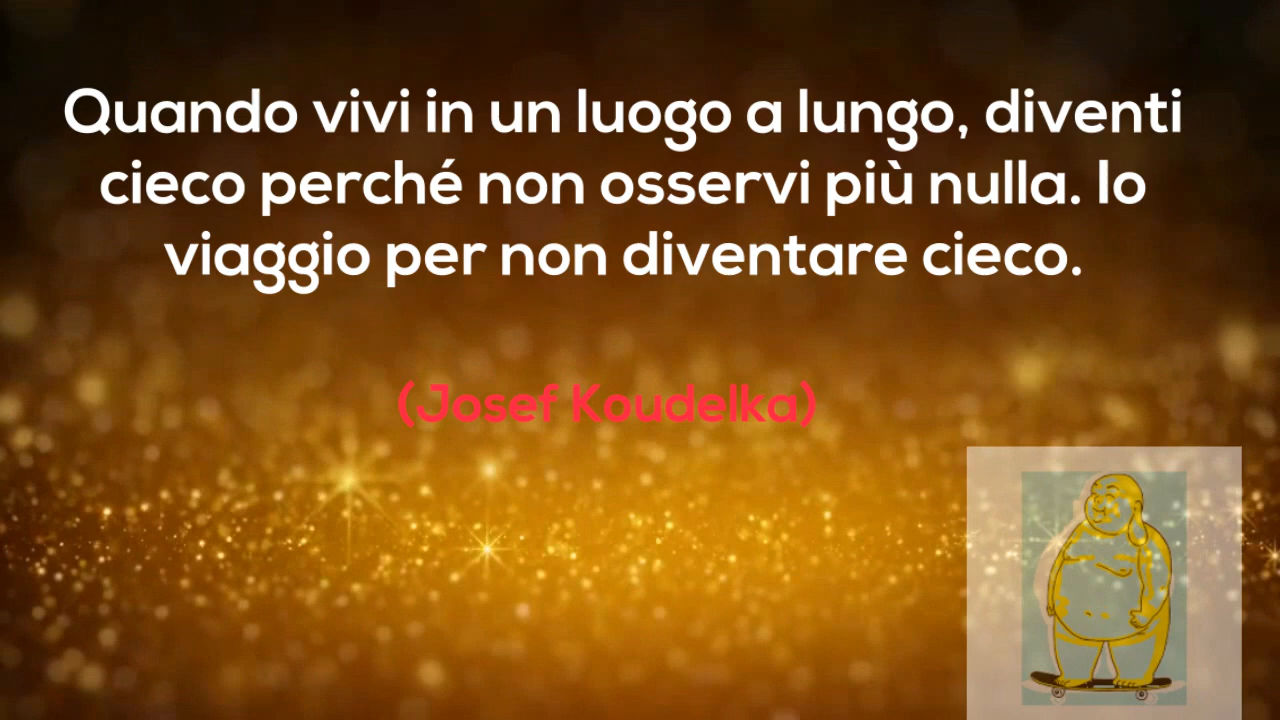 Quando vivi in un luogo a lungo, diventi
cieco perché non osservi più nulla. Io
viaggio per non diventare cieco.
(Josef Koudelka)